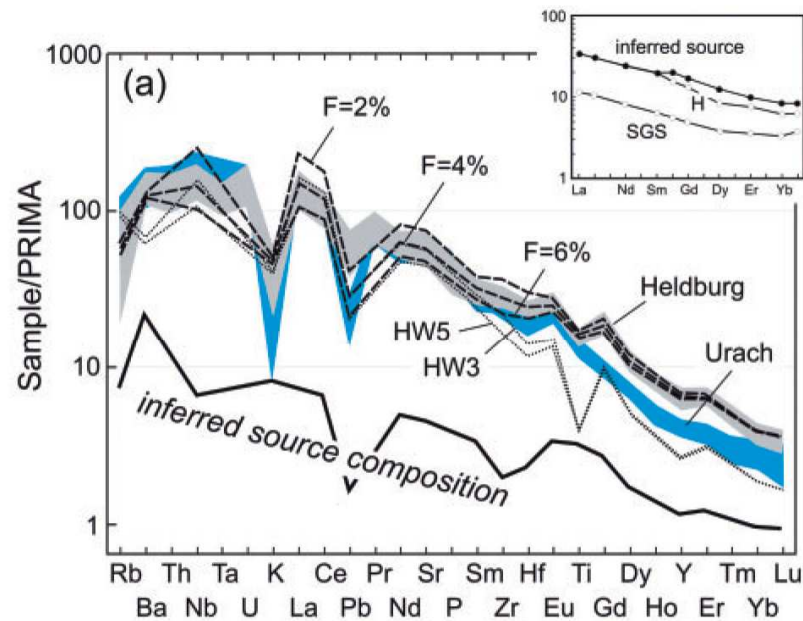 100
inferred source
10
H
SGS
1
La Nd Sm Gd Dy Er Yb
1000
(a)
F=2%
F=4%
100
F=6%
Heldburg
HW5
HW3
Urach
10
inferred source composition
1
Sample/PRIMA
Rb Th Ta K Ce Pr Sr Sm Hf Ti Dy Y Tm Lu
Ba Nb U La Pb Nd P Zr Eu Gd Ho Er Yb